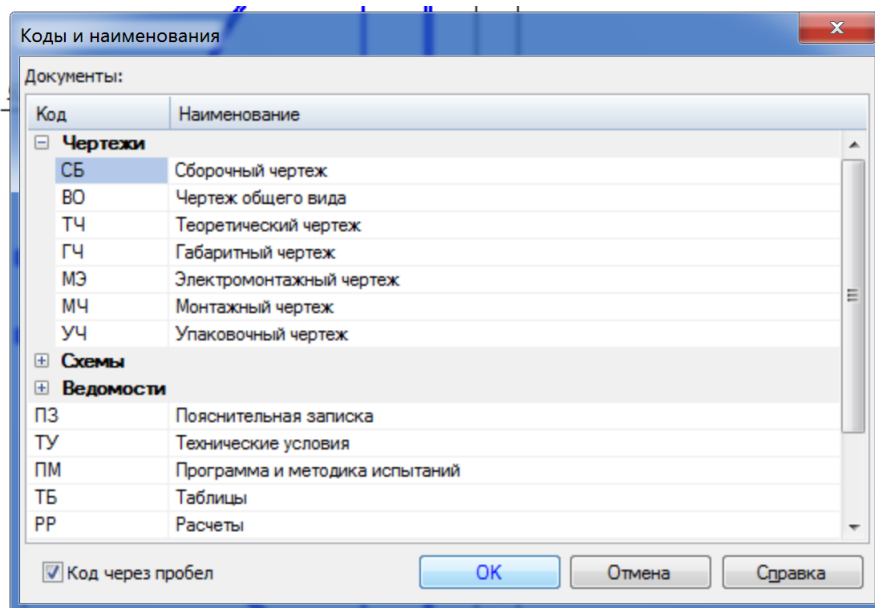 Коды и наименования
Документы:
Код Наименование
Чертежи
СБ Сборочный чертеж
ВО Чертеж общего вида
ТЧ Теоретический чертеж
ГЧ Габаритный чертеж
МЭ Электромонтажный чертеж
МЧ Монтажный чертеж
УЧ Упаковочный чертеж
Схемы
Ведомости
ПЗ Пояснительная записка
ТУ Технические условия
ПМ Программа и методика испытаний
ТБ Таблицы
РР Расчеты
Код через пробел OK Отмена Справка